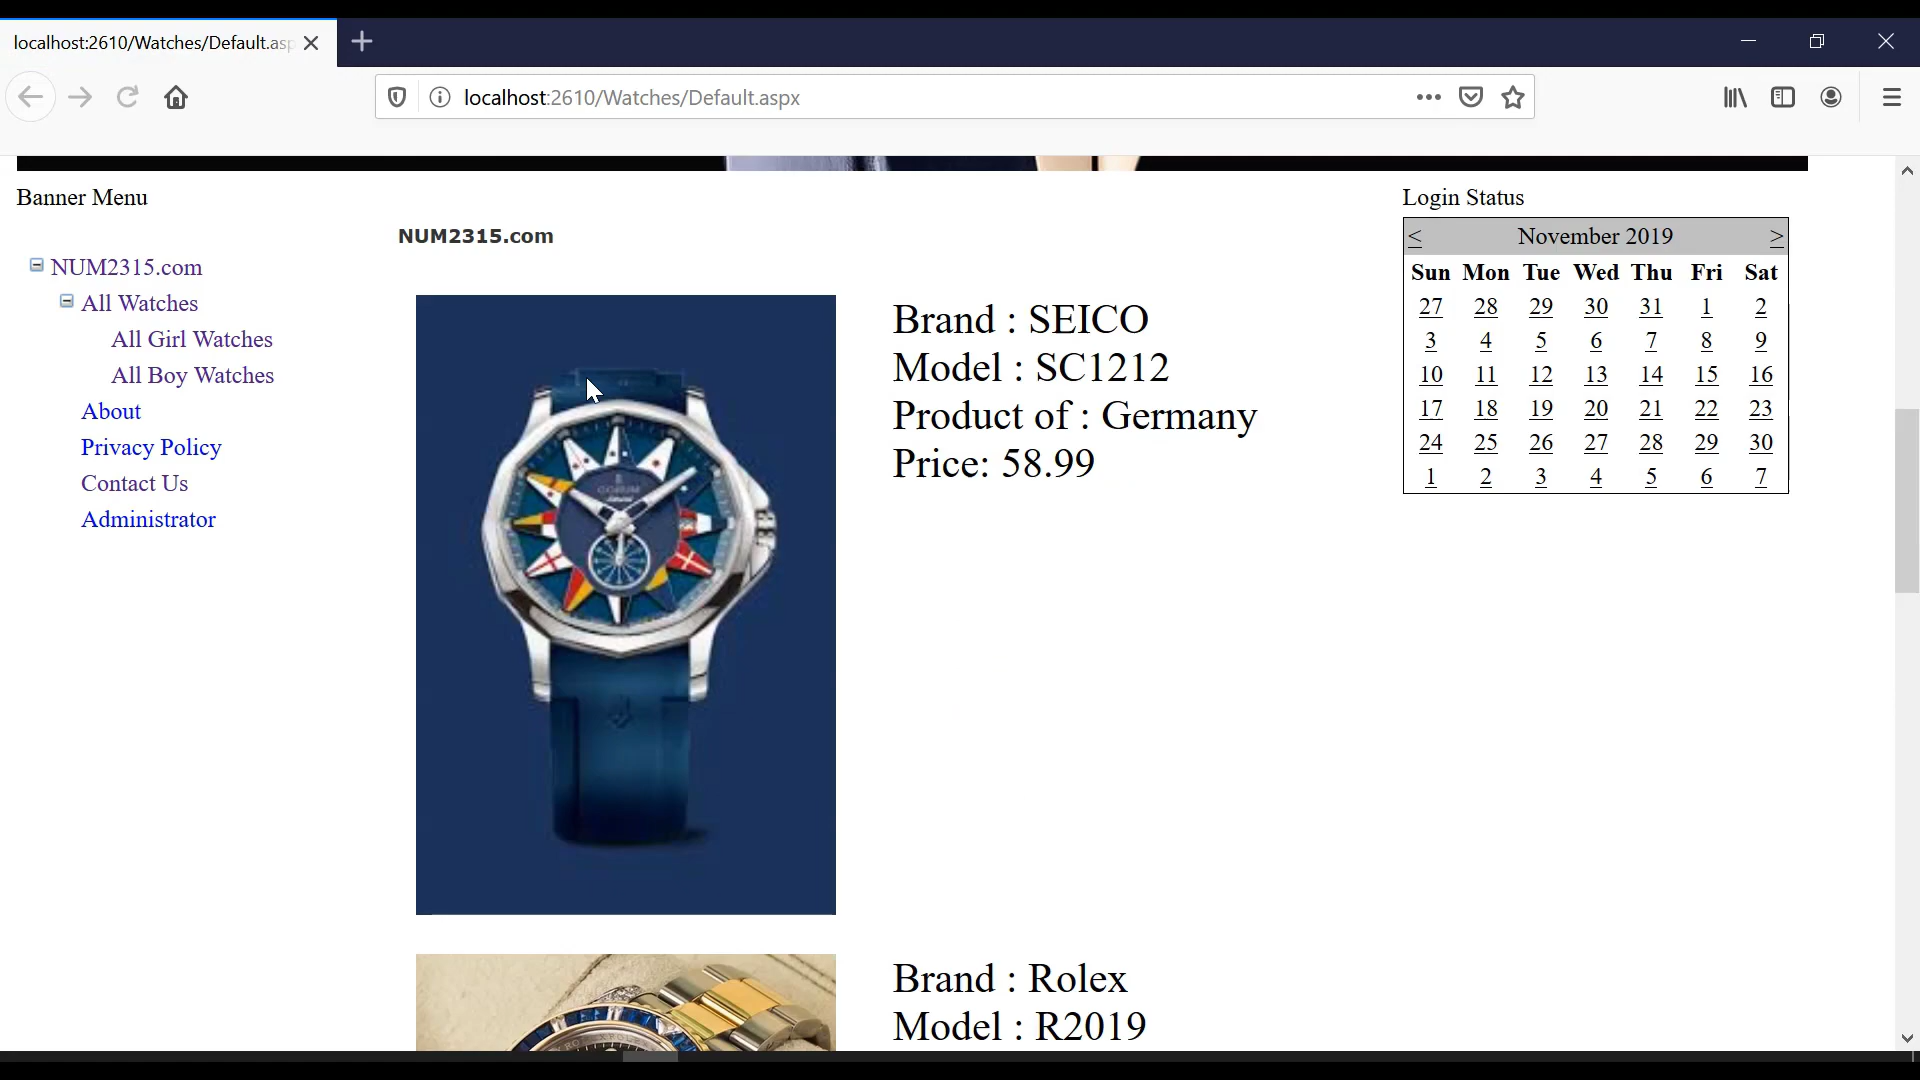 localhost:2610/Watches/Default.asp
localhost:2610/Watches/Default.aspx
Banner Menu
NUM2315.com
All Watches
All Girl Watches
All Boy Watches
About
Privacy Policy
Contact Us
Administrator
NUM2315.com
Brand : SEICO
Model : SC1212
Product of : Germany
Price: 58.99
CORUM
Brand : Rolex
Model : R2019
Login Status
< November 2019 >
Sun Mon Tue Wed Thu Fri Sat
27 28 29 30 31 1 2
3 4 5 6 7 8 9
10 11 12 13 14 15 16
17 18 19 20 21 22 23
24 25 26 27 28 29 30
1 2 3 4 5 6 7